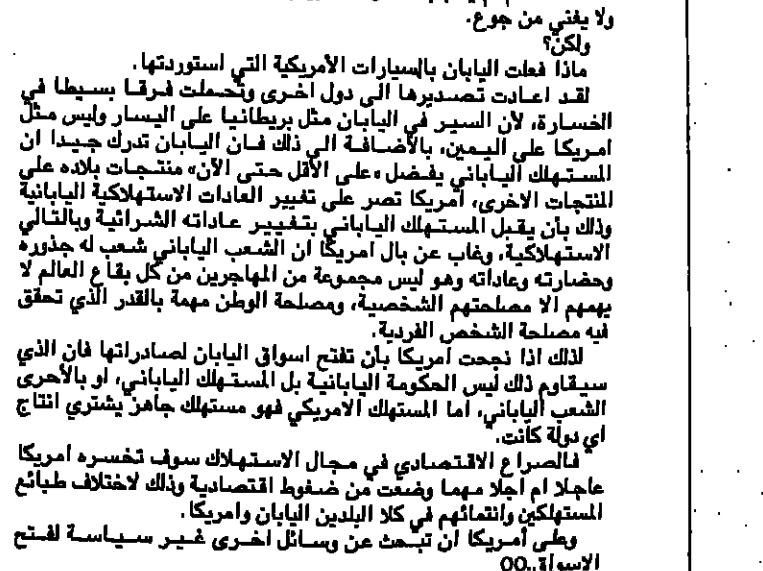 ولا يغني من جوع.
ولكن؟
ماذا فعلت اليابان بالسيارات الأمريكية التي استوردتها.
لقد اعادت تصديرها الى دول اخرى وتحملت فرقا بسيطا في
الخسارة، لأن السير في اليابان مثل بريطانيا على اليسار وليس مثل
امريكا على اليمين، بالأضافة الى ذلك فان اليابان تدرك جيدا ان
المستهلك الياباني يفضل «على الأقل حتى الآن» منتجات بلاده على
المنتجات الاخرى، أمريكا تصر على تغيير العادات الاستهلاكية اليابانية
وذلك بأن يقبل المستهلك الياباني بتغيير عاداته الشرائية وبالتالي
الاستهلاكية، وغاب عن بال امريكا ان الشعب الياباني شعب له جذوره
وحضارته وعاداته وهو ليس مجموعة من المهاجرين من كل بقاع العالم لا
يهمهم الا مصلحتهم الشخصية، ومصلحة الوطن مهمة بالقدر الذي تحقق
فيه مصلحة الشخص الفردية.
لذلك اذا نجحت امريكا بأن تفتح اسواق اليابان لصادراتها فان الذي
سيقاوم ذلك ليس الحكومة اليابانية بل المستهلك الياباني، او بالأحرى
الشعب الياباني، اما المستهلك الامريكي فهو مستهلك جاهز يشتري انتاج
اي دولة كانت.
فالصراع الاقتصادي في مجال الاستهلاك سوف تخسره امريكا
عاجلا ام اجلا مهما وضعت من ضغوط اقتصادية وذلك لاختلاف طبائع
المستهلكين وانتمائهم في كلا البلدين اليابان وامريكا.
وعلى أمريكا ان تبحث عن وسائل اخرى غير سياسة لفتح
الاسواق..OO